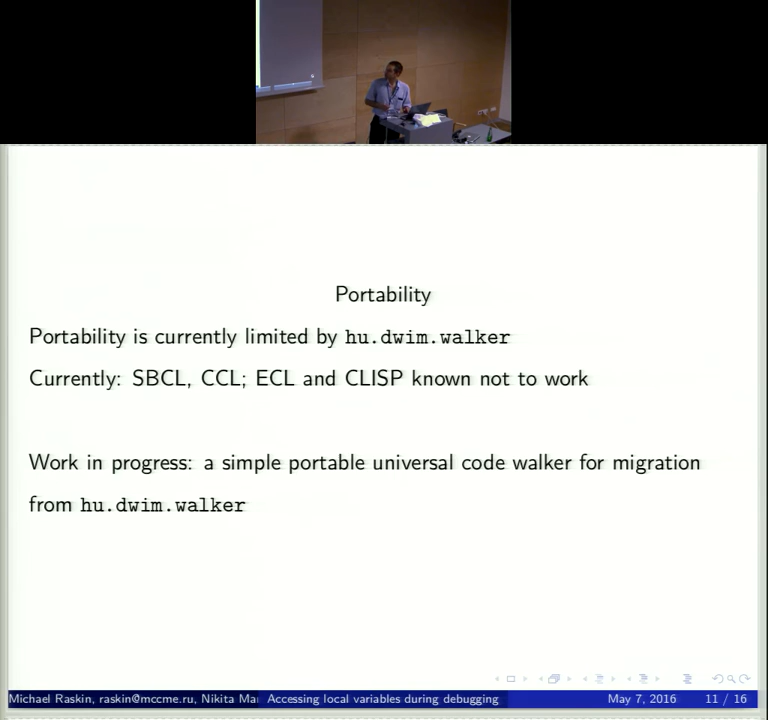 Portability
Portability is currently limited by hu.dwim.walker
Currently: SBCL, CCL; ECL and CLISP known not to work
Work in progress: a simple portable universal code walker for migration
from hu.dwim.walker
Michael Raskin, raskin@mccme.ru, Nikita Ma
Accessing local variables during debugging
May 7, 2016
11 / 16